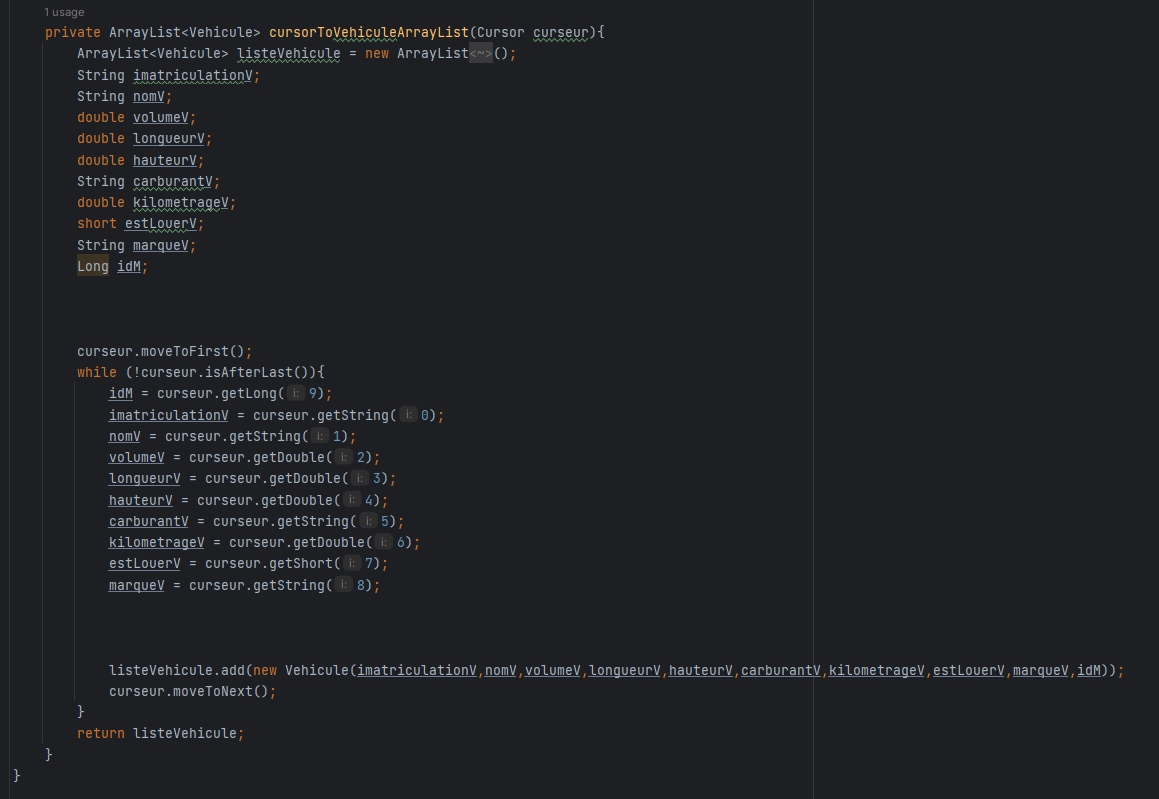 1 usage
private ArrayList<Vehicule> cursorToVehiculeArrayList(Cursor curseur){
ArrayList<Vehicule> listeVehicule = new ArrayList<~>();
String imatriculationV;
String nomV;
double volumeV;
double longueurV;
double hauteurV;
String carburantV;
double kilometrageV;
short estLouerV;
String marqueV;
Long idM;
curseur.moveToFirst();
while (!curseur.isAfterLast()){
idM = curseur.getLong( i: 9);
imatriculationV = curseur.getString( i: 0);
nomV = curseur.getString( i: 1);
volumeV = curseur.getDouble( i: 2);
longueurV = curseur.getDouble( i: 3);
hauteurV = curseur.getDouble( i: 4);
carburantV = curseur.getString( i: 5);
kilometrageV = curseur.getDouble( i: 6);
estLouerV = curseur.getShort( i: 7);
marqueV = curseur.getString( i: 8);
listeVehicule.add(new Vehicule(imatriculationV,nomV,volumeV,longueurV,hauteurV,carburantV,kilometrageV,estLouerV,marqueV,idM));
curseur.moveToNext();
}
return listeVehicule;
}
}